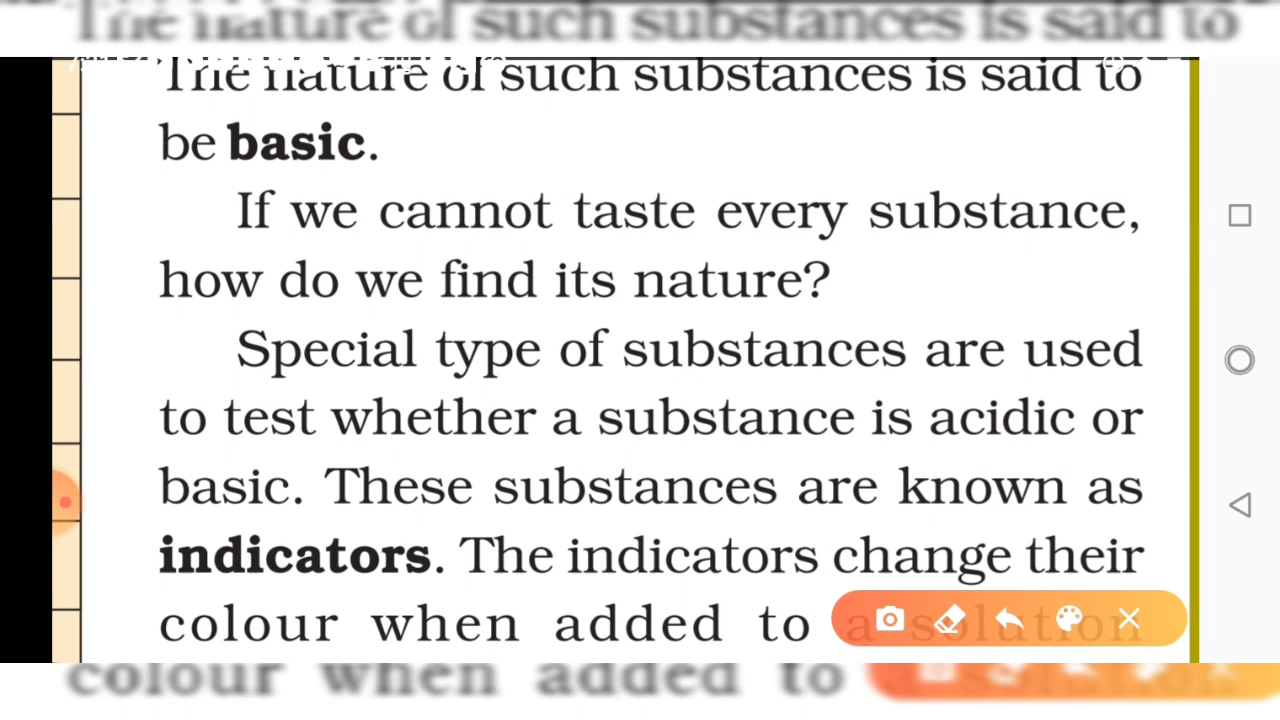 The nature of such substances is said to
be basic.
If we cannot taste every substance,
how do we find its nature?
Special type of substances are used
to test whether a substance is acidic or
basic. These substances are known as
indicators. The indicators change their
colour when added to a solution